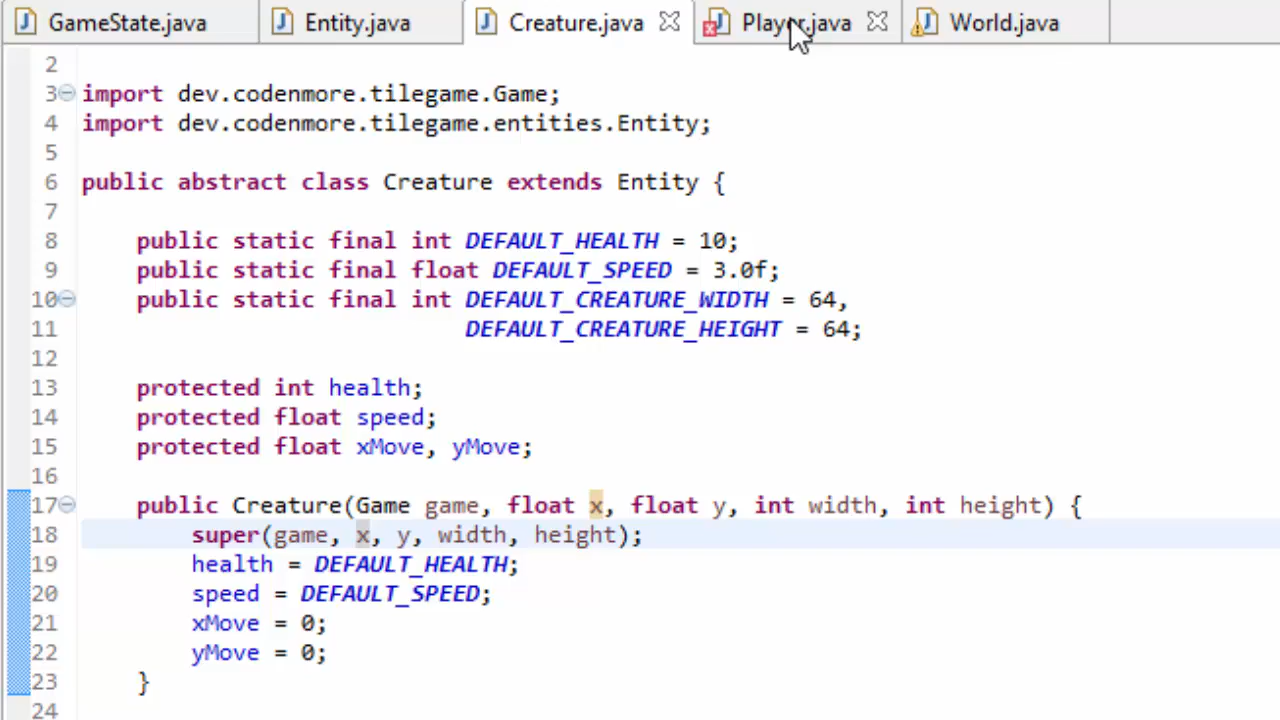 GameState.java Entity.java Creature.java Player.java World.java
2
3 import dev.codenmore.tilegame.Game;
4 import dev.codenmore.tilegame.entities.Entity;
5
6 public abstract class Creature extends Entity {
7
8 public static final int DEFAULT_HEALTH = 10;
9 public static final float DEFAULT_SPEED = 3.0f;
10 public static final int DEFAULT_CREATURE_WIDTH = 64,
11 DEFAULT_CREATURE_HEIGHT = 64;
12
13 protected int health;
14 protected float speed;
15 protected float xMove, yMove;
16
17 public Creature(Game game, float x, float y, int width, int height) {
18 super(game, x, y, width, height);
19 health = DEFAULT_HEALTH;
20 speed = DEFAULT_SPEED;
21 xMove = 0;
22 yMove = 0;
23 }
24